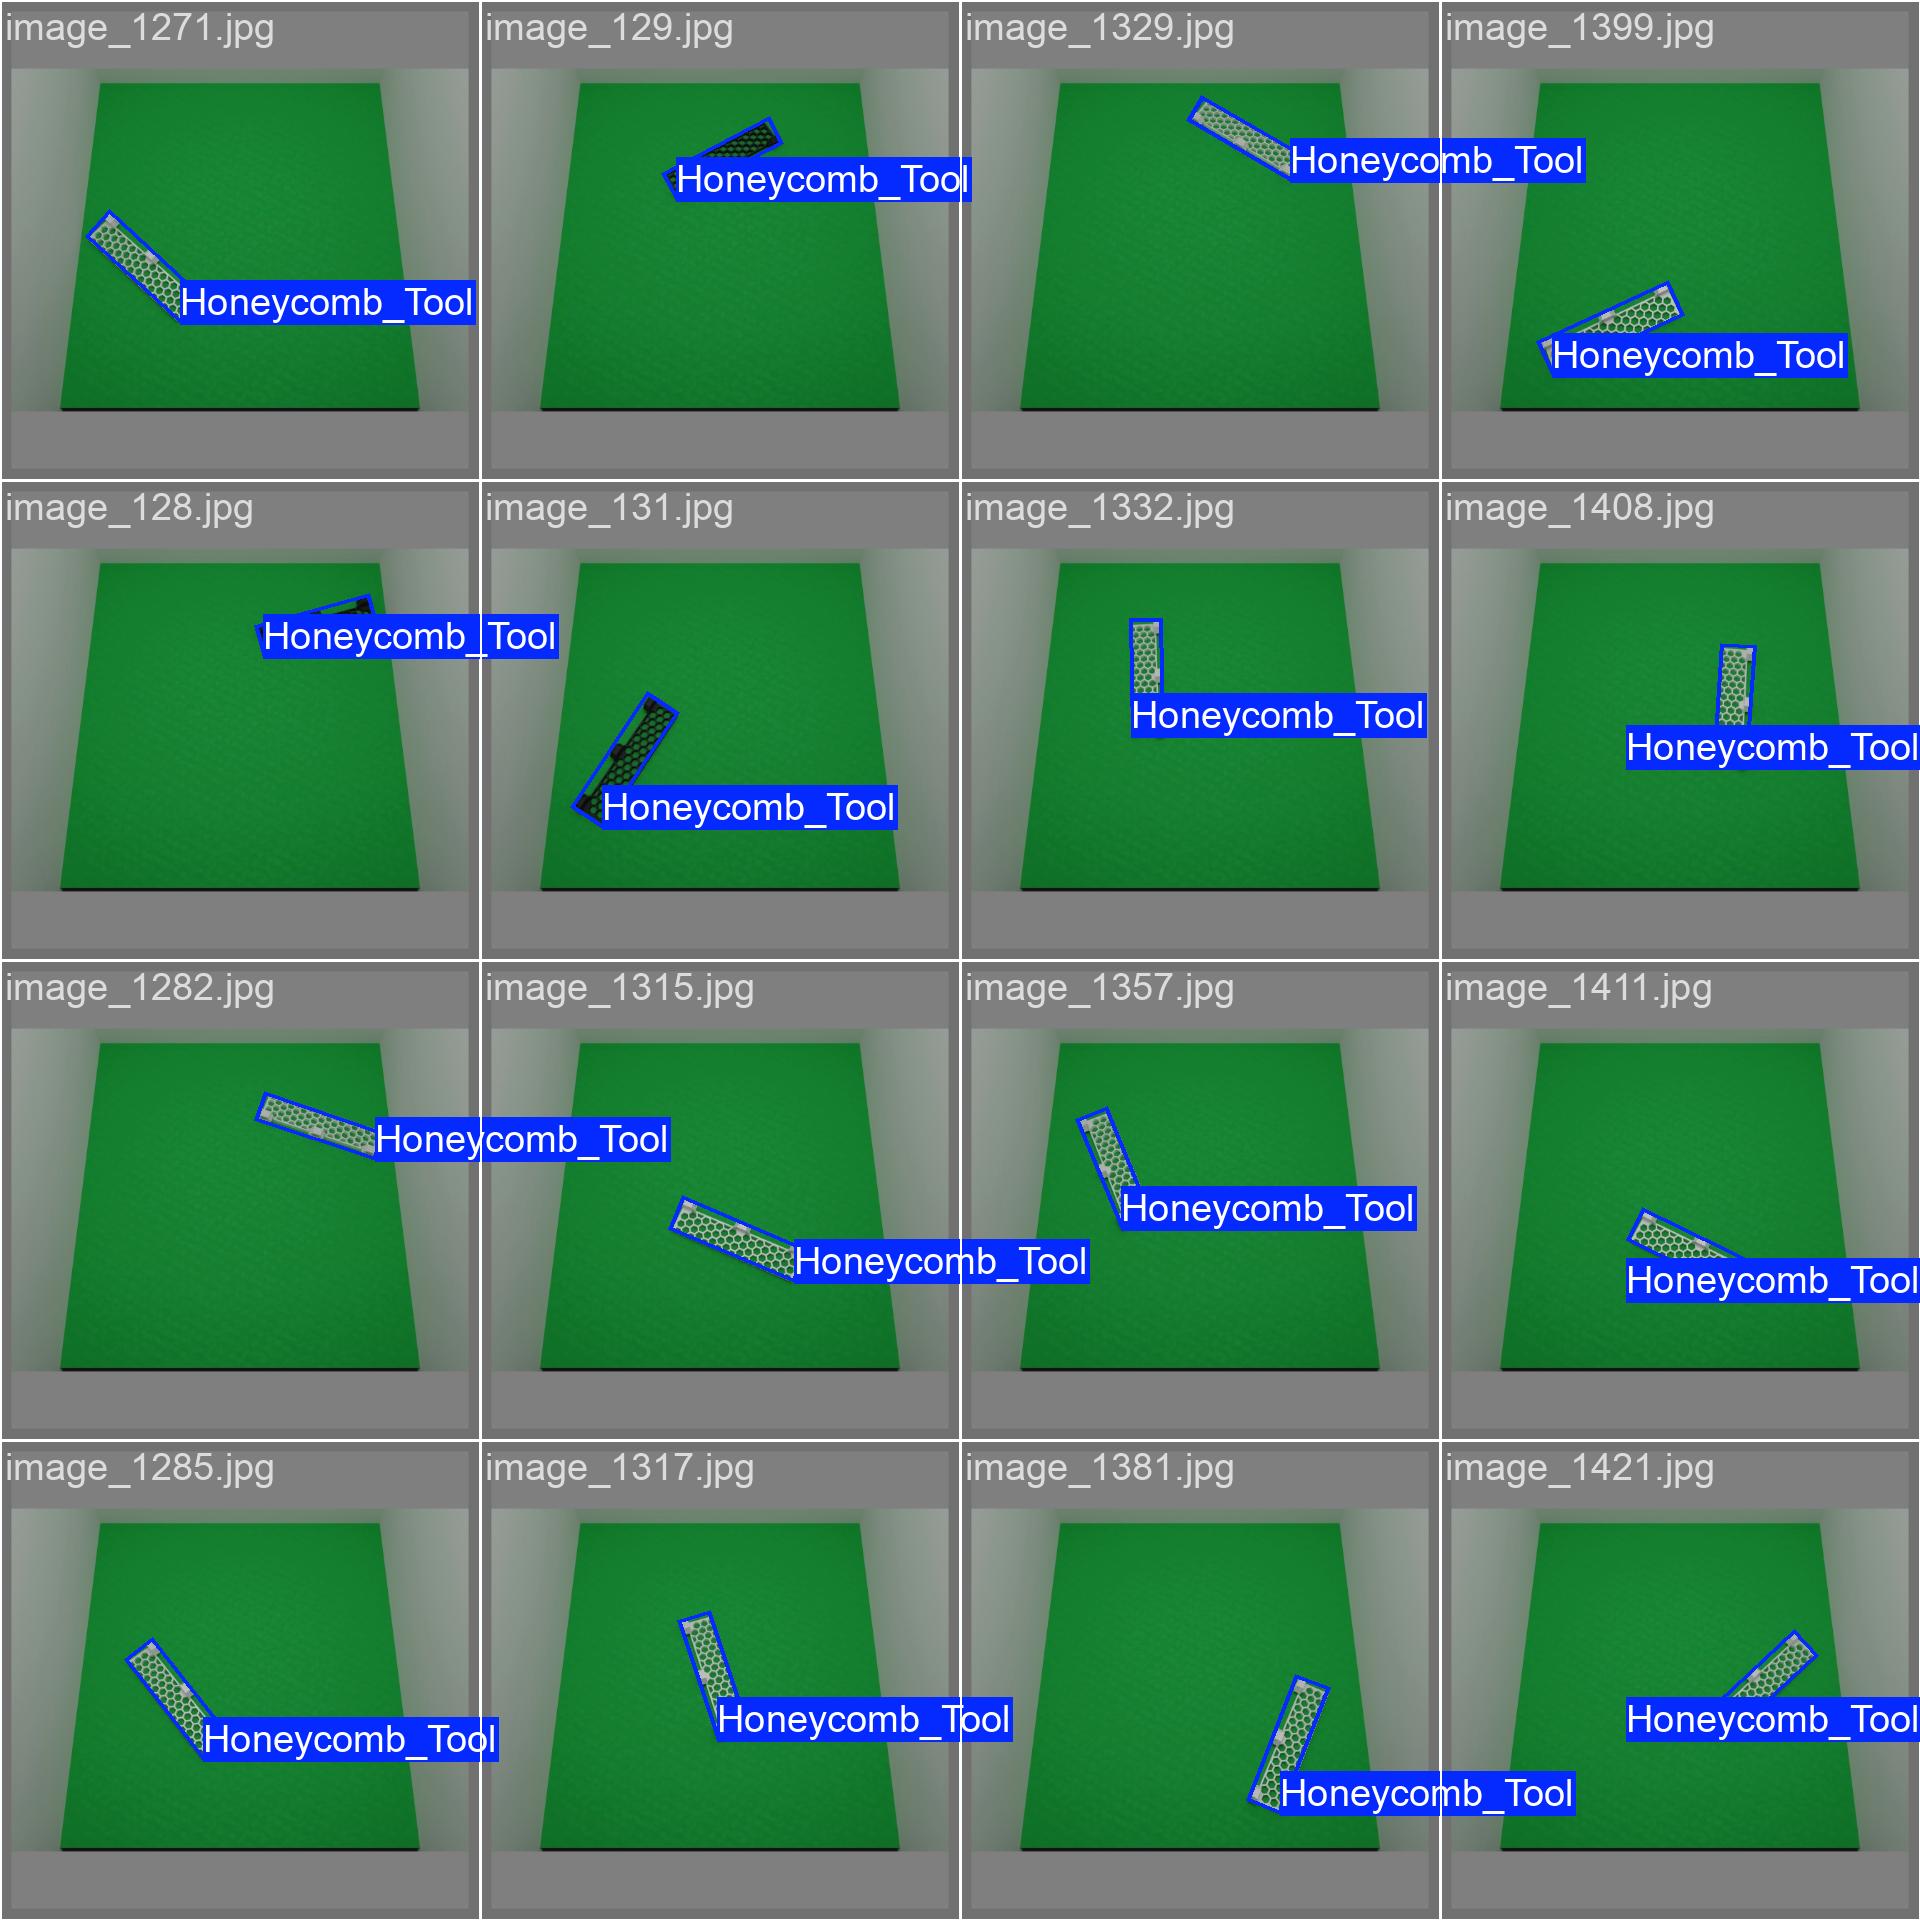 image_1271.jpg
image_129.jpg
image_1329.jpg
image_1399.jpg
Honeycomb_Tool
Honeycomb_Tool
Honeycomb_Tool
Honeycomb_Tool
image_128.jpg
image_131.jpg
image_1332.jpg
image_1408.jpg
Honeycomb_Tool
Honeycomb_Tool
Honeycomb_Tool
Honeycomb_Tool
image_1282.jpg
image_1315.jpg
image_1357.jpg
image_1411.jpg
Honeycomb_Tool
Honeycomb_Tool
Honeycomb_Tool
Honeycomb_Tool
image_1285.jpg
image_1317.jpg
image_1381.jpg
image_1421.jpg
Honeycomb_Tool
Honeycomb_Tool
Honeycomb_Tool
Honeycomb_Tool